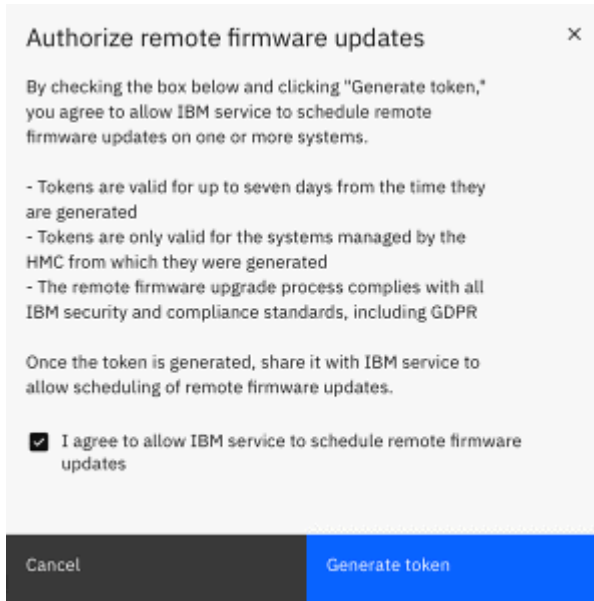 Authorize remote firmware updates
By checking the box below and clicking "Generate token,"
you agree to allow IBM service to schedule remote
firmware updates on one or more systems.
- Tokens are valid for up to seven days from the time they
are generated
- Tokens are only valid for the systems managed by the
HMC from which they were generated
- The remote firmware upgrade process complies with all
IBM security and compliance standards, including GDPR
Once the token is generated, share it with IBM service to
allow scheduling of remote firmware updates.
I agree to allow IBM service to schedule remote firmware
updates
Cancel
Generate token